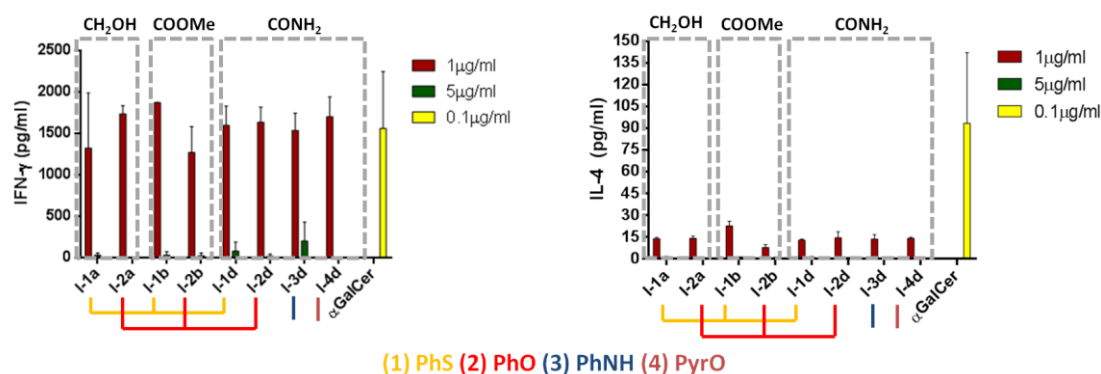 CH₂OH COOMe CONH₂
IFN-γ (pg/ml)
2500
2000
1500
1000
500
0
1µg/ml
5µg/ml
0.1µg/ml
I-1a I-2a I-1b I-2b I-1d I-2d I-3d I-4d αGalCer
CH₂OH COOMe CONH₂
IL-4 (pg/ml)
150
135
120
105
90
75
60
45
30
15
0
1µg/ml
5µg/ml
0.1µg/ml
I-1a I-2a I-1b I-2b I-1d I-2d I-3d I-4d αGalCer
(1) PhS (2) PhO (3) PhNH (4) PyrO